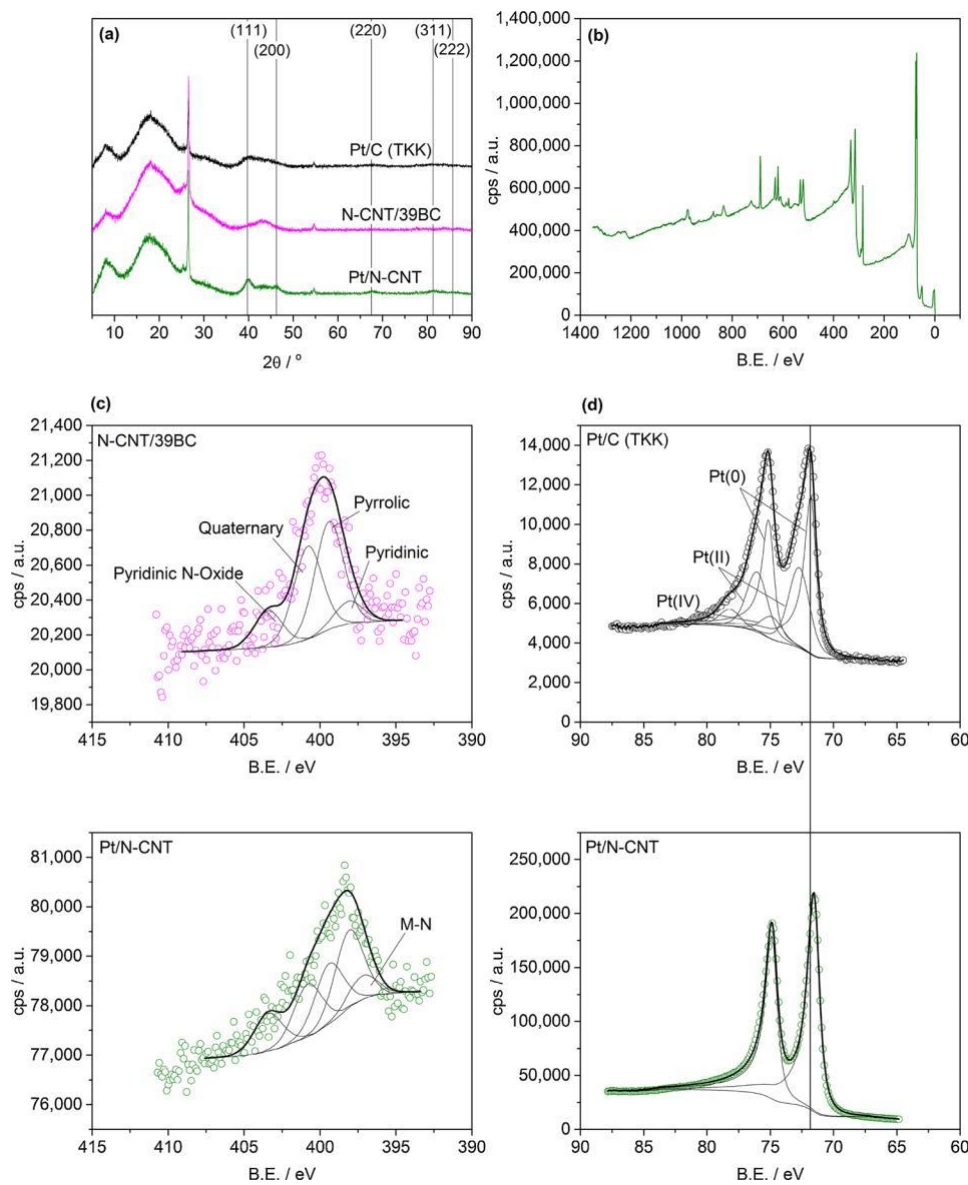 (a)
(111)
(200)
(220)
(311)
(222)
Pt/C (TKK)
N-CNT/39BC
Pt/N-CNT
10 20 30 40 50 60 70 80 90
2θ / °
cps / a.u.
(b)
1,400,000
1,200,000
1,000,000
800,000
600,000
400,000
200,000
0
1400 1200 1000 800 600 400 200 0
B.E. / eV
cps / a.u.
(c)
N-CNT/39BC
21,400
21,200
21,000
20,800
20,600
20,400
20,200
20,000
19,800
Pyrrolic
Quaternary
Pyridinic
Pyridinic N-Oxide
415 410 405 400 395 390
B.E. / eV
cps / a.u.
(d)
Pt/C (TKK)
14,000
12,000
10,000
8,000
6,000
4,000
2,000
0
Pt(0)
Pt(II)
Pt(IV)
90 85 80 75 70 65 60
B.E. / eV
cps / a.u.
Pt/N-CNT
81,000
80,000
79,000
78,000
77,000
76,000
M-N
415 410 405 400 395 390
B.E. / eV
cps / a.u.
Pt/N-CNT
250,000
200,000
150,000
100,000
50,000
0
90 85 80 75 70 65 60
B.E. / eV
cps / a.u.